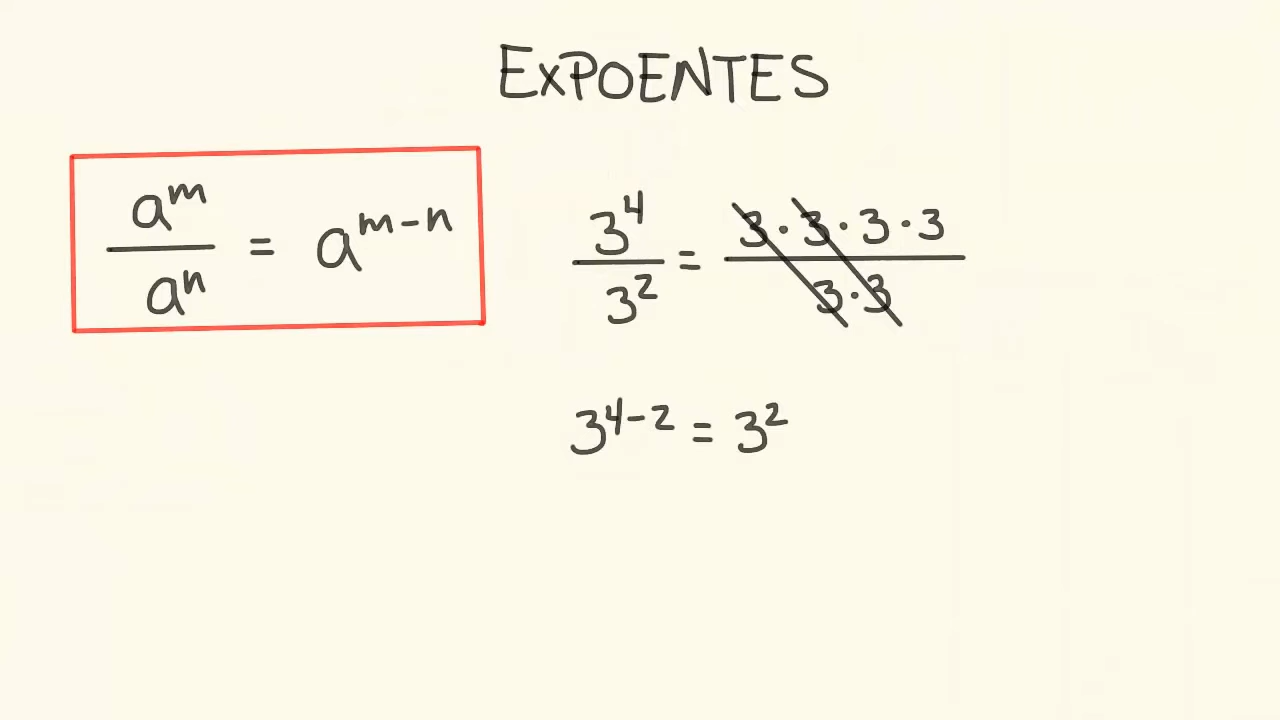 EXPOENTES
a^m / a^n = a^(m-n)
3^4 / 3^2 = 3·3·3·3 / 3·3
3^(4-2) = 3^2